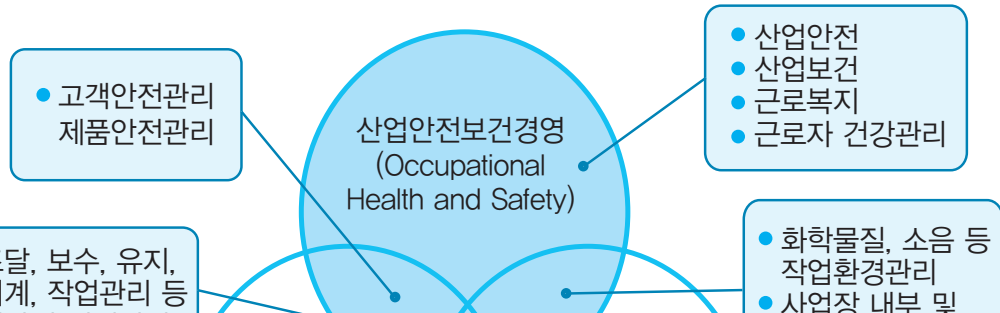 ● 고객안전관리
제품안전관리
산업안전보건경영
(Occupational
Health and Safety)
● 산업안전
● 산업보건
● 근로복지
● 근로자 건강관리
보수, 유지,
작업관리 등
● 화학물질, 소음 등
작업환경관리
● 사업장 내부 및